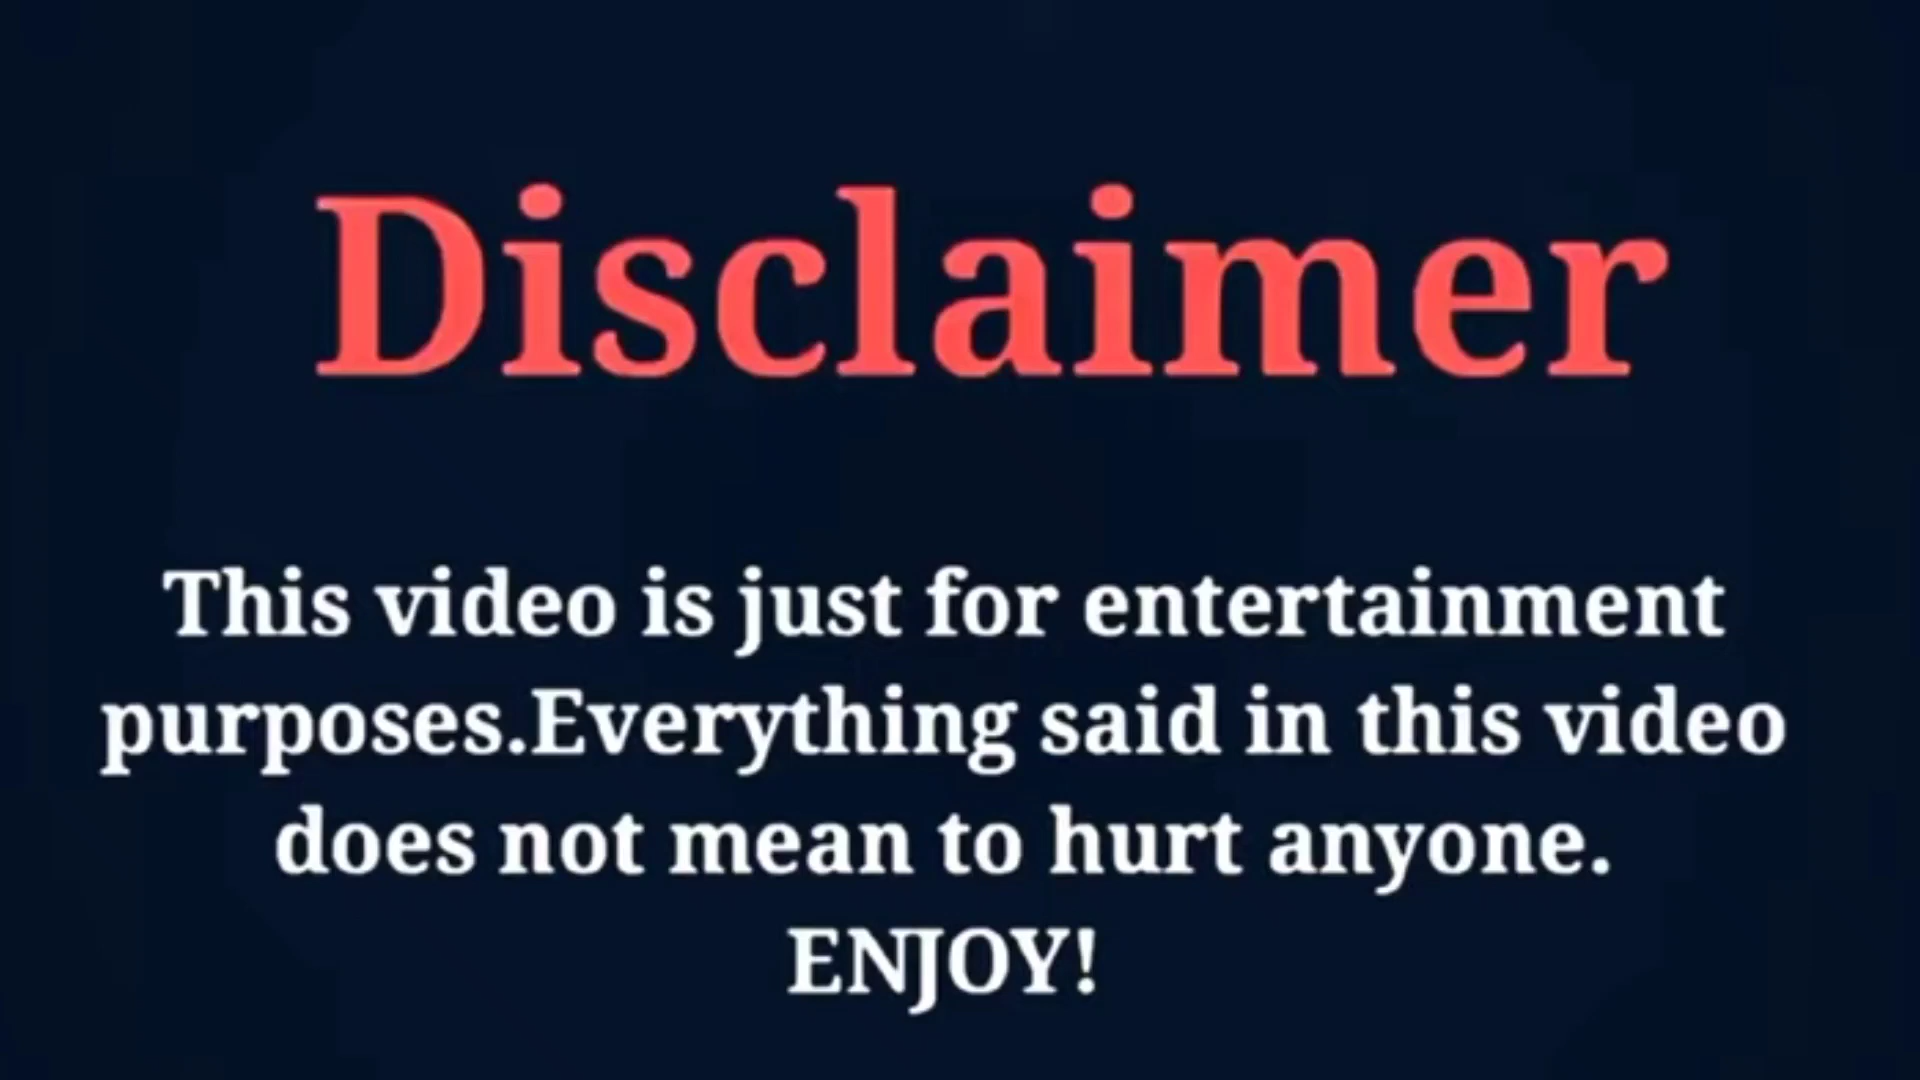 Disclaimer
This video is just for entertainment
purposes.Everything said in this video
does not mean to hurt anyone.
ENJOY!